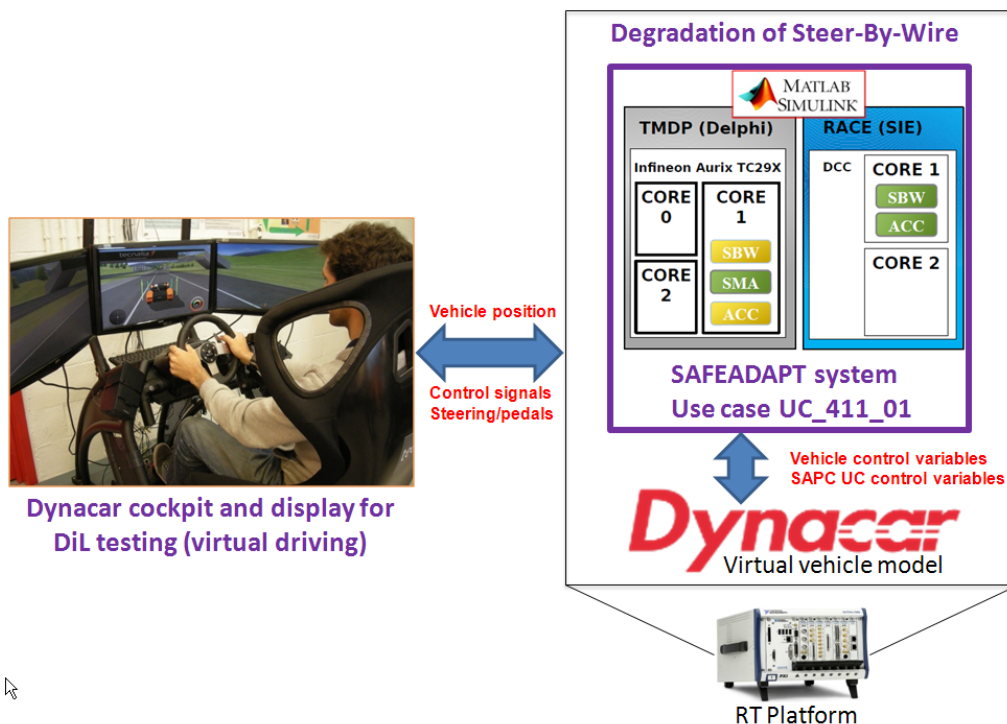 Degradation of Steer-By-Wire
MATLAB
SIMULINK
TMDP (Delphi)
RACE (SIE)
Infineon Aurix TC29X
CORE
0
CORE
1
CORE
2
SBW
SMA
ACC
DCC
CORE 1
SBW
ACC
CORE 2
SAFEADAPT system
Use case UC_411_01
tecnalia
Vehicle position
Control signals
Steering/pedals
Dynacar cockpit and display for
DiL testing (virtual driving)
Vehicle control variables
SAPC UC control variables
Dynacar
Virtual vehicle model
RT Platform